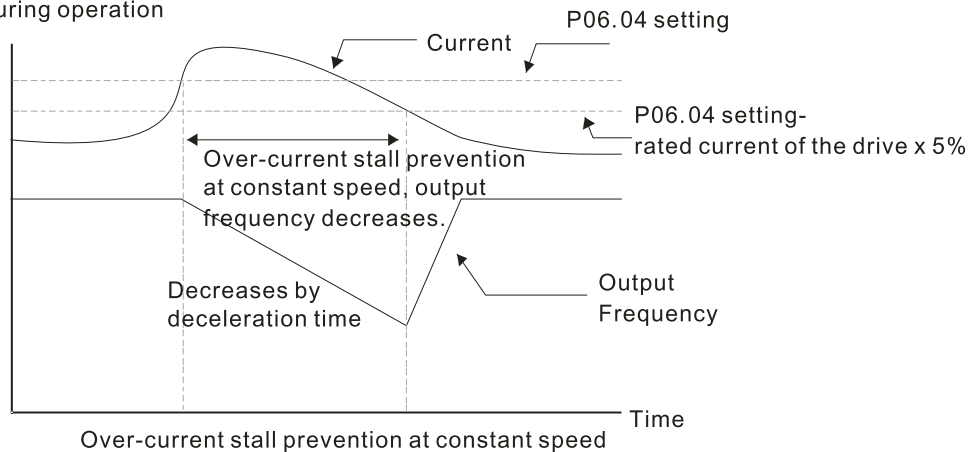 uring operation
P06.04 setting
Current
P06.04 setting-
rated current of the drive x 5%
Over-current stall prevention
at constant speed, output
frequency decreases.
Decreases by
deceleration time
Output
Frequency
Time
Over-current stall prevention at constant speed